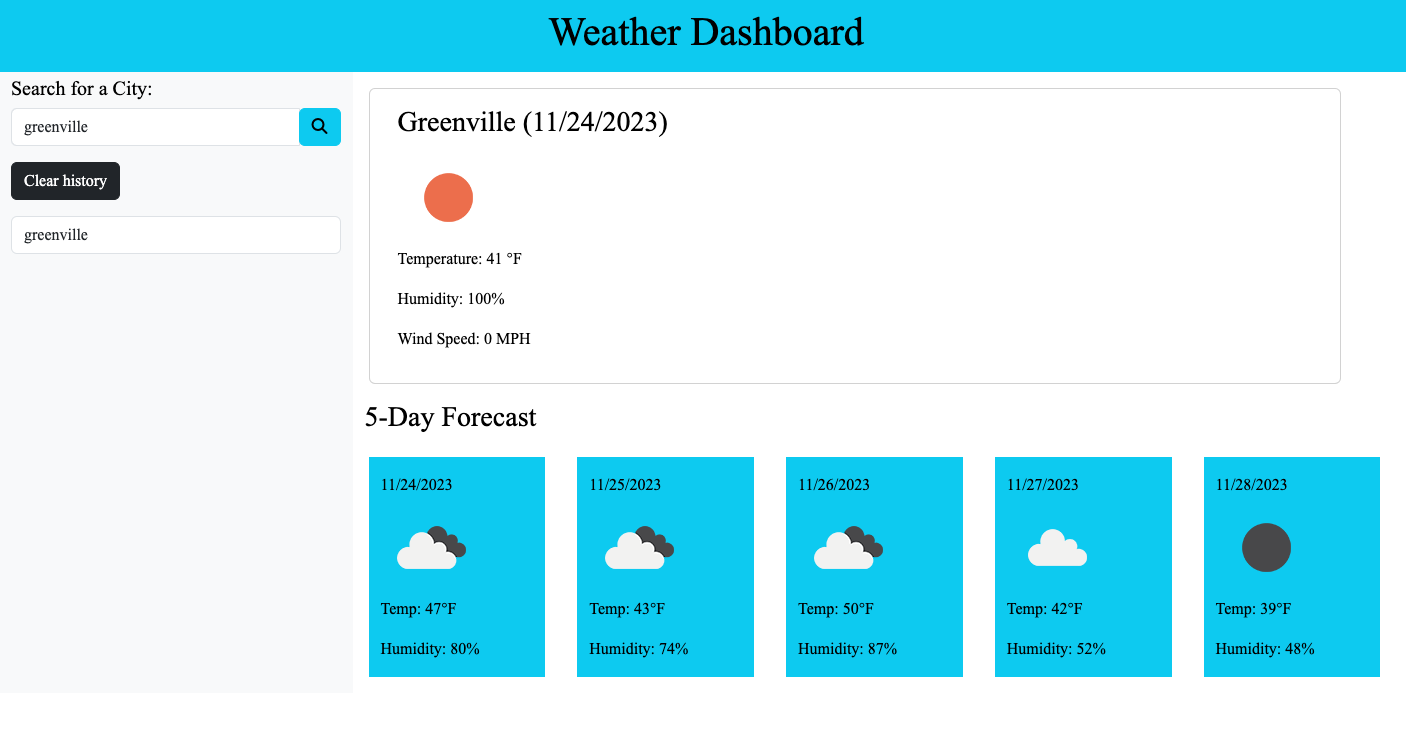 Weather Dashboard
Search for a City:
greenville
Clear history
greenville
Greenville (11/24/2023)
Temperature: 41 °F
Humidity: 100%
Wind Speed: 0 MPH
5-Day Forecast
11/24/2023
Temp: 47°F
Humidity: 80%
11/25/2023
Temp: 43°F
Humidity: 74%
11/26/2023
Temp: 50°F
Humidity: 87%
11/27/2023
Temp: 42°F
Humidity: 52%
11/28/2023
Temp: 39°F
Humidity: 48%